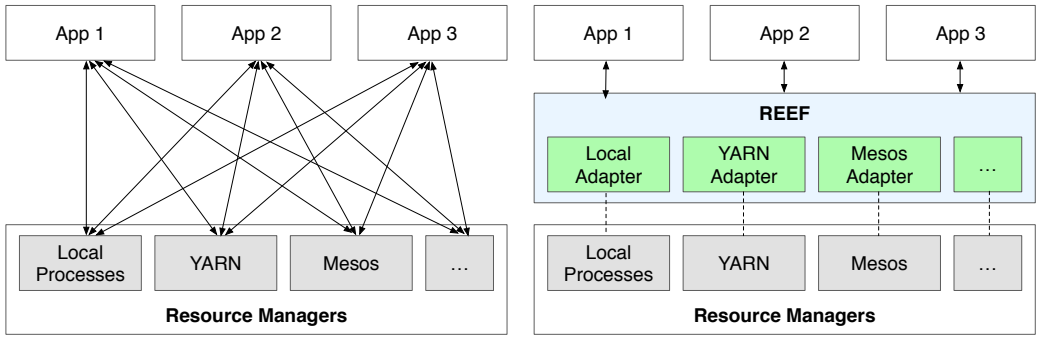 App 1
App 2
App 3
Local
Processes
YARN
Mesos
...
Resource Managers
App 1
App 2
App 3
REEF
Local
Adapter
YARN
Adapter
Mesos
Adapter
...
Local
Processes
YARN
Mesos
...
Resource Managers